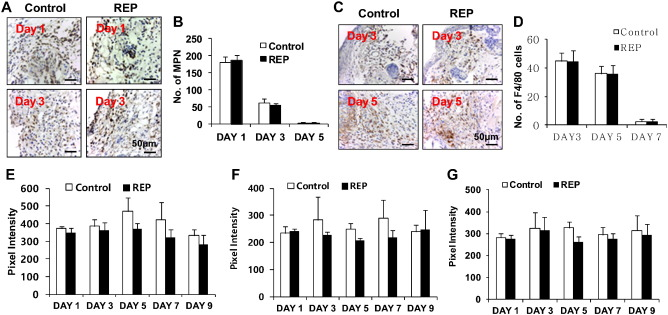 A
Control
REP
Day 1
Day 1
Day 3
Day 3
50µm
B
No. of MPN
250
200
150
100
50
0
Control
REP
DAY 1
DAY 3
DAY 5
C
Control
REP
Day 3
Day 3
Day 5
Day 5
50µm
D
No. of F4/80 cells
60
40
20
0
Control
REP
DAY3
DAY 5
DAY 7
E
Pixel Intensity
600
500
400
300
200
100
0
Control
REP
DAY 1
DAY 3
DAY 5
DAY 7
DAY 9
F
Pixel Intensity
400
300
200
100
0
Control
REP
DAY 1
DAY 3
DAY 5
DAY 7
DAY 9
G
Pixel Intensity
500
400
300
200
100
0
Control
REP
DAY 1
DAY 3
DAY 5
DAY 7
DAY 9